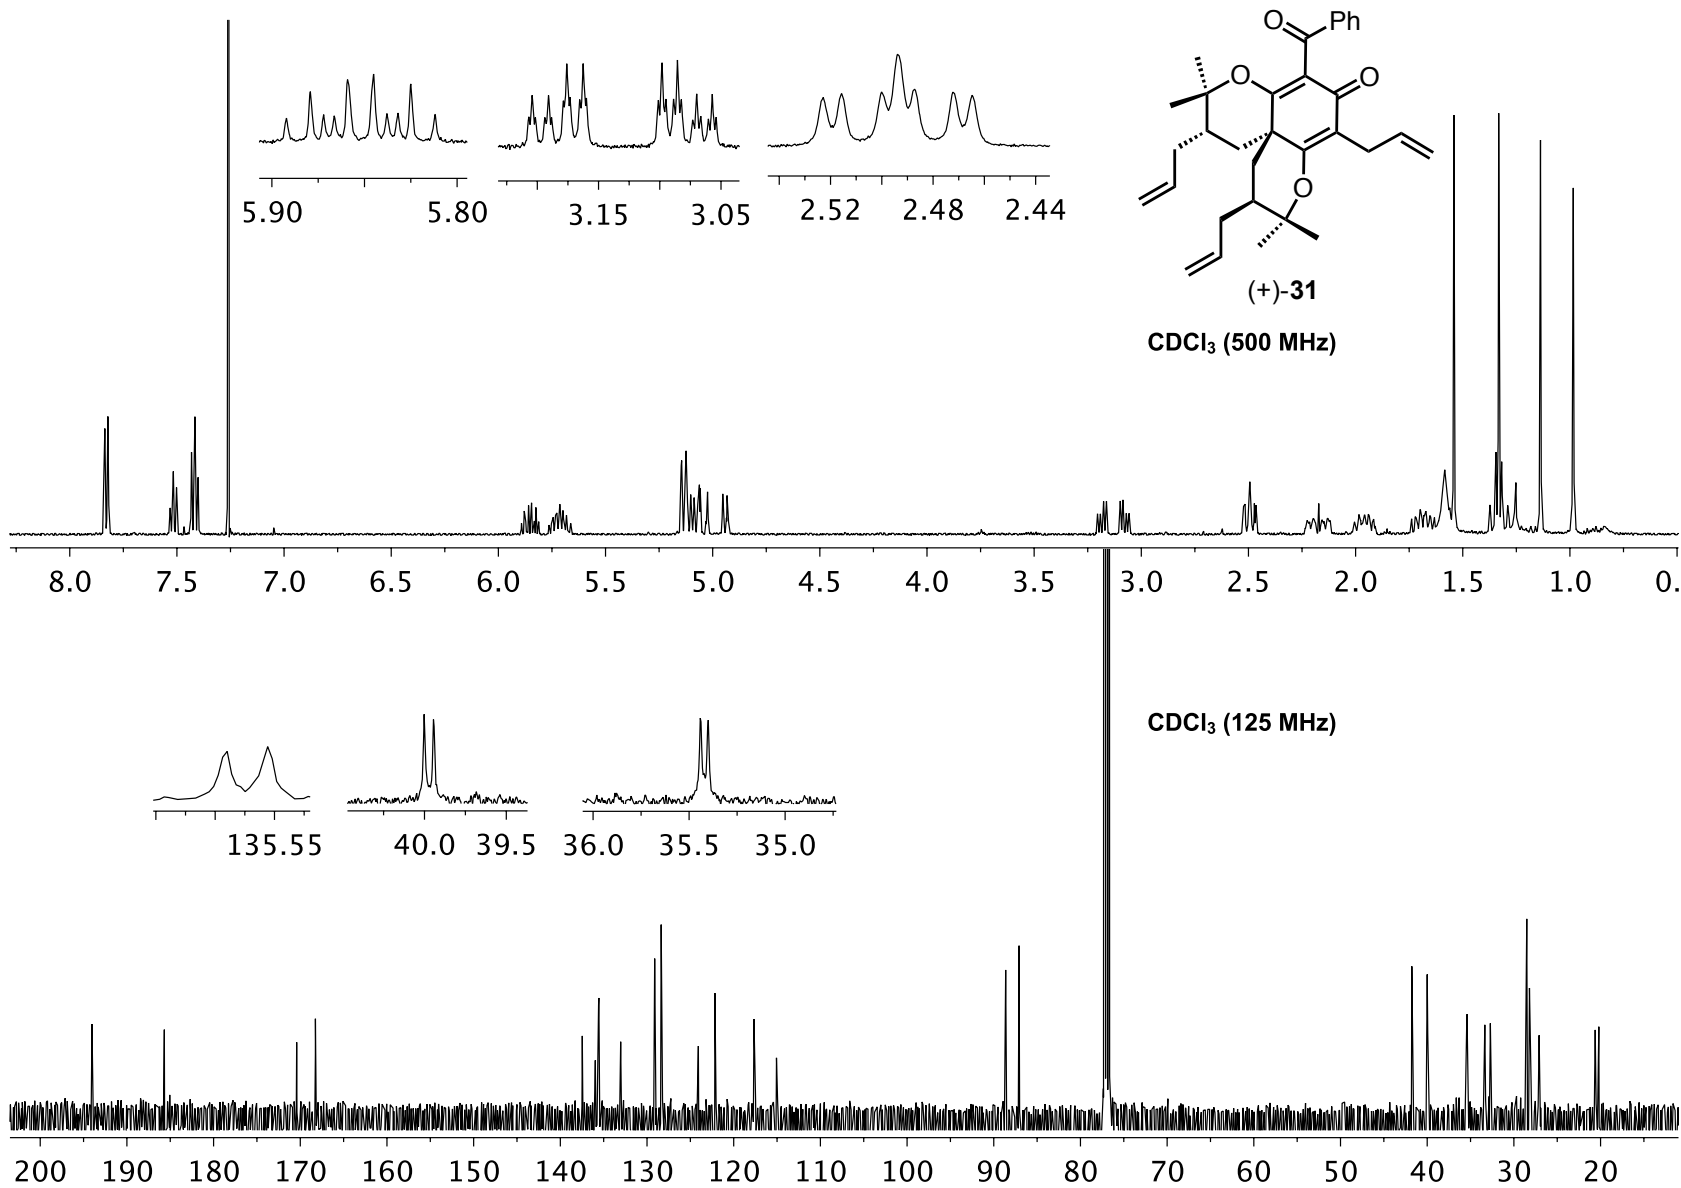 O Ph
O O
O
(+)-31
CDCl₃ (500 MHz)
5.90 5.80 3.15 3.05 2.52 2.48 2.44
8.0 7.5 7.0 6.5 6.0 5.5 5.0 4.5 4.0 3.5 3.0 2.5 2.0 1.5 1.0 0.
CDCl₃ (125 MHz)
135.55 40.0 39.5 36.0 35.5 35.0
200 190 180 170 160 150 140 130 120 110 100 90 80 70 60 50 40 30 20